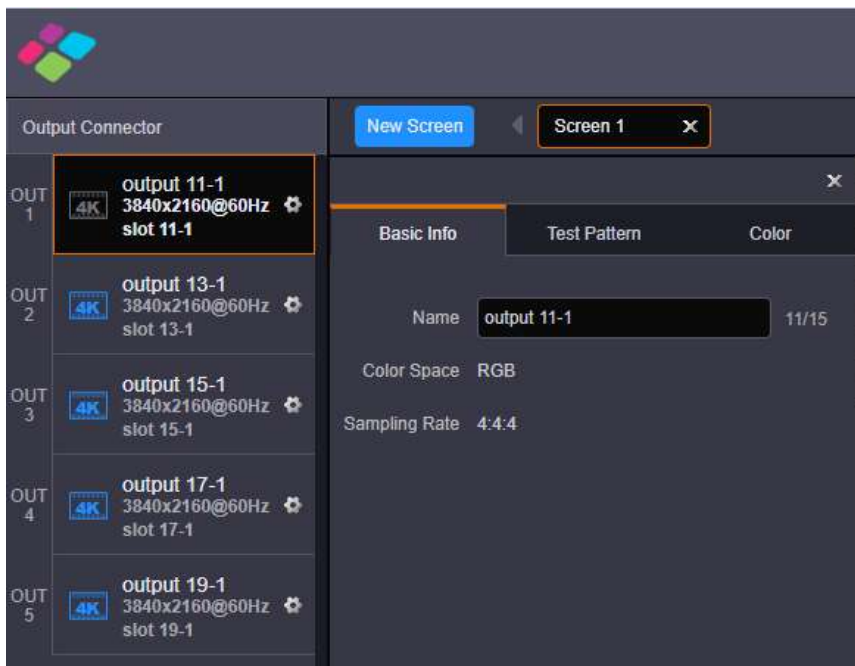 Output Connector
New Screen
Screen 1
OUT
1
4K
output 11-1
3840x2160@60Hz
slot 11-1
OUT
2
4K
output 13-1
3840x2160@60Hz
slot 13-1
OUT
3
4K
output 15-1
3840x2160@60Hz
slot 15-1
OUT
4
4K
output 17-1
3840x2160@60Hz
slot 17-1
OUT
5
4K
output 19-1
3840x2160@60Hz
slot 19-1
Basic Info
Test Pattern
Color
Name output 11-1 11/15
Color Space RGB
Sampling Rate 4:4:4